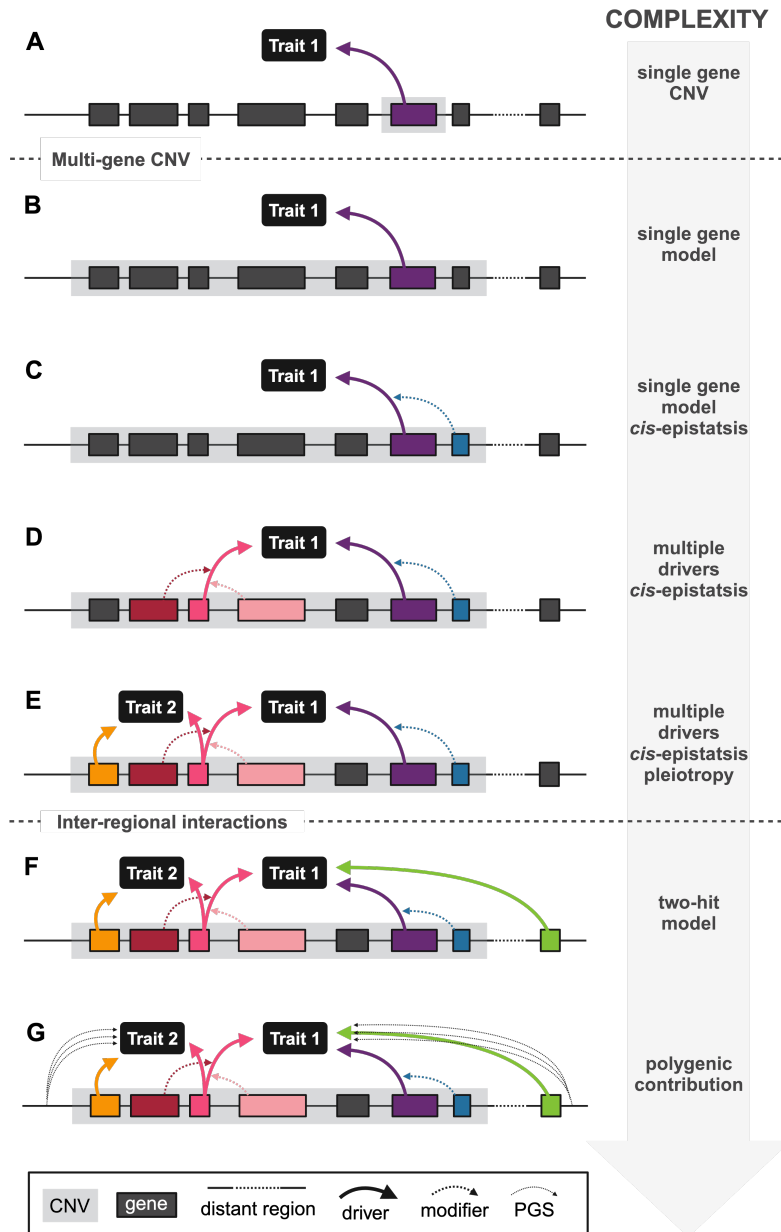 COMPLEXITY
A
Trait 1
single gene
CNV
Multi-gene CNV
B
Trait 1
single gene
model
C
Trait 1
single gene
model
cis-epistatsis
D
Trait 1
multiple
drivers
cis-epistatsis
E
Trait 2
Trait 1
multiple
drivers
cis-epistatsis
pleiotropy
Inter-regional interactions
F
Trait 2
Trait 1
two-hit
model
G
Trait 2
Trait 1
polygenic
contribution
CNV
gene
distant region
driver
modifier
PGS